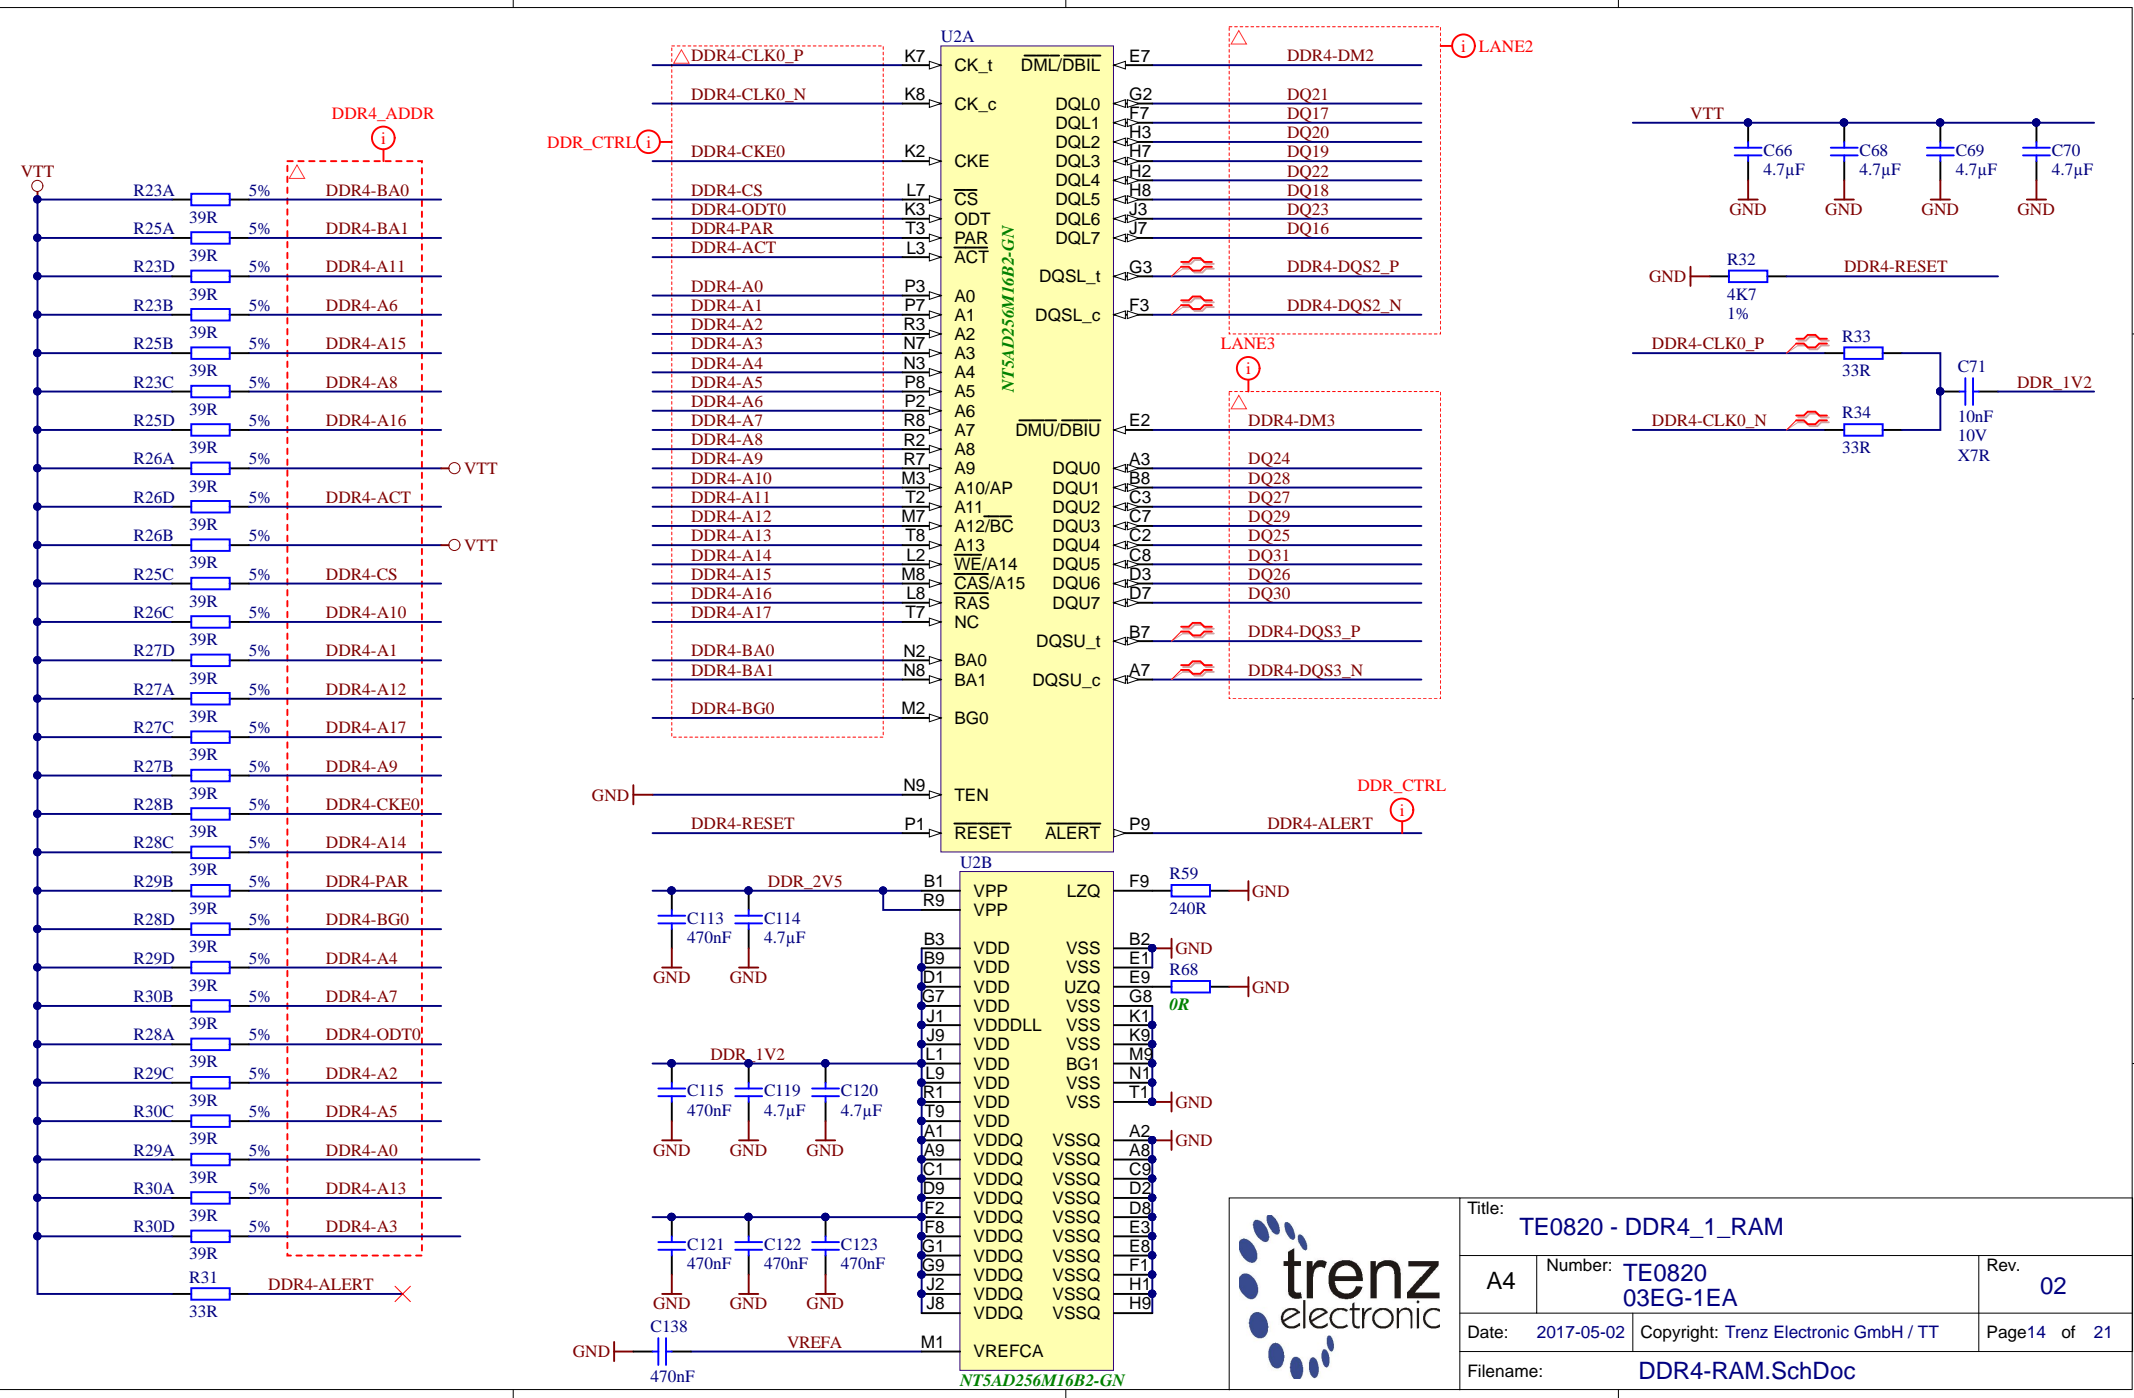 DDR4_ADDR
i
VTT
R23A 5% DDR4-BA0
39R
R25A 5% DDR4-BA1
39R
R23D 5% DDR4-A11
39R
R23B 5% DDR4-A6
39R
R25B 5% DDR4-A15
39R
R23C 5% DDR4-A8
39R
R25D 5% DDR4-A16
39R
R26A 5% VTT
39R
R26D 5% DDR4-ACT
39R
R26B 5% VTT
39R
R25C 5% DDR4-CS
39R
R26C 5% DDR4-A10
39R
R27D 5% DDR4-A1
39R
R27A 5% DDR4-A12
39R
R27C 5% DDR4-A17
39R
R27B 5% DDR4-A9
39R
R28B 5% DDR4-CKE0
39R
R28C 5% DDR4-A14
39R
R29B 5% DDR4-PAR
39R
R28D 5% DDR4-BG0
39R
R29D 5% DDR4-A4
39R
R30B 5% DDR4-A7
39R
R28A 5% DDR4-ODT0
39R
R29C 5% DDR4-A2
39R
R30C 5% DDR4-A5
39R
R29A 5% DDR4-A0
39R
R30A 5% DDR4-A13
39R
R30D 5% DDR4-A3
39R
R31 DDR4-ALERT
33R
U2A
DDR_CTRL i
DDR4-CLK0_P K7 CK_t
DDR4-CLK0_N K8 CK_c
DDR4-CKE0 K2 CKE
DDR4-CS L7 CS
DDR4-ODT0 K3 ODT
DDR4-PAR T3 PAR
DDR4-ACT L3 ACT
DDR4-A0 P3 A0
DDR4-A1 P7 A1
DDR4-A2 R3 A2
DDR4-A3 N7 A3
DDR4-A4 N3 A4
DDR4-A5 P8 A5
DDR4-A6 P2 A6
DDR4-A7 R8 A7
DDR4-A8 R2 A8
DDR4-A9 R7 A9
DDR4-A10 M3 A10/AP
DDR4-A11 T2 A11
DDR4-A12 M7 A12/BC
DDR4-A13 T8 A13
DDR4-A14 L2 WE/A14
DDR4-A15 M8 CAS/A15
DDR4-A16 L8 RAS
DDR4-A17 T7 NC
DDR4-BA0 N2 BA0
DDR4-BA1 N8 BA1
DDR4-BG0 M2 BG0
GND N9 TEN
DDR4-RESET P1 RESET
NT5AD256M16B2-GN
i LANE2
DML/DBIL E7 DDR4-DM2
DQL0 G2 DQ21
DQL1 F7 DQ17
DQL2 H3 DQ20
DQL3 H7 DQ19
DQL4 H2 DQ22
DQL5 H8 DQ18
DQL6 J3 DQ23
DQL7 J7 DQ16
DQSL_t G3 DDR4-DQS2_P
DQSL_c F3 DDR4-DQS2_N
LANE3
i
DMU/DBIU E2 DDR4-DM3
DQU0 A3 DQ24
DQU1 B8 DQ28
DQU2 C3 DQ27
DQU3 C7 DQ29
DQU4 C2 DQ25
DQU5 C8 DQ31
DQU6 D3 DQ26
DQU7 D7 DQ30
DQSU_t B7 DDR4-DQS3_P
DQSU_c A7 DDR4-DQS3_N
DDR_CTRL
i
ALERT P9 DDR4-ALERT
U2B
DDR_2V5 B1 VPP
R9 VPP
C113 C114
470nF 4.7µF
GND GND
B3 VDD
B9 VDD
D1 VDD
G7 VDD
J1 VDDDLL
J9 VDD
DDR_1V2 L1 VDD
L9 VDD
R1 VDD
T9 VDD
C115 C119 C120
470nF 4.7µF 4.7µF
GND GND GND
A1 VDDQ
A9 VDDQ
C1 VDDQ
D9 VDDQ
F2 VDDQ
F8 VDDQ
G1 VDDQ
G9 VDDQ
J2 VDDQ
J8 VDDQ
C121 C122 C123
470nF 470nF 470nF
GND GND GND
C138
GND VREFA M1 VREFCA
470nF
NT5AD256M16B2-GN
LZQ F9 R59 GND
240R
VSS B2 GND
VSS E1
UZQ E9 R68 GND
0R
VSS G8
VSS K1
VSS K9
BG1 M9
VSS N1
VSS T1 GND
VSSQ A2 GND
VSSQ A8
VSSQ C9
VSSQ D2
VSSQ D8
VSSQ E3
VSSQ E8
VSSQ F1
VSSQ H1
VSSQ H9
VTT
C66 C68 C69 C70
4.7µF 4.7µF 4.7µF 4.7µF
GND GND GND GND
GND R32 DDR4-RESET
4K7
1%
DDR4-CLK0_P R33
33R
C71 DDR_1V2
10nF
10V
X7R
DDR4-CLK0_N R34
33R
trenz
electronic
Title:
TE0820 - DDR4_1_RAM
A4
Number: TE0820
03EG-1EA
Rev.
02
Date: 2017-05-02 Copyright: Trenz Electronic GmbH / TT Page14 of 21
Filename: DDR4-RAM.SchDoc